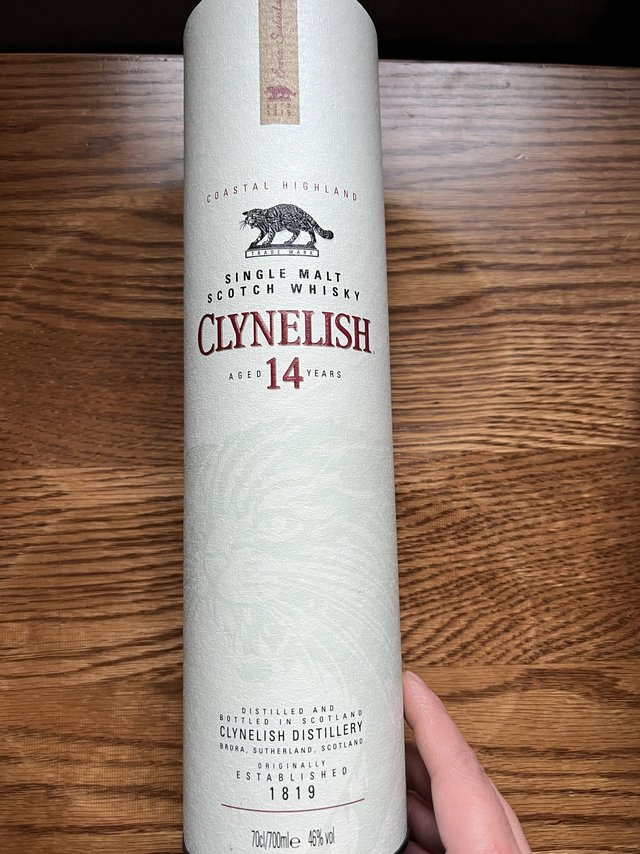 COASTAL HIGHLAND
TRADE MARK
SINGLE MALT
SCOTCH WHISKY
CLYNELISH
AGED 14 YEARS
DISTILLED AND
BOTTLED IN SCOTLAND
CLYNELISH DISTILLERY
BRORA, SUTHERLAND, SCOTLAND
ORIGINALLY
ESTABLISHED
1819
70cl/700ml℮ 46% vol